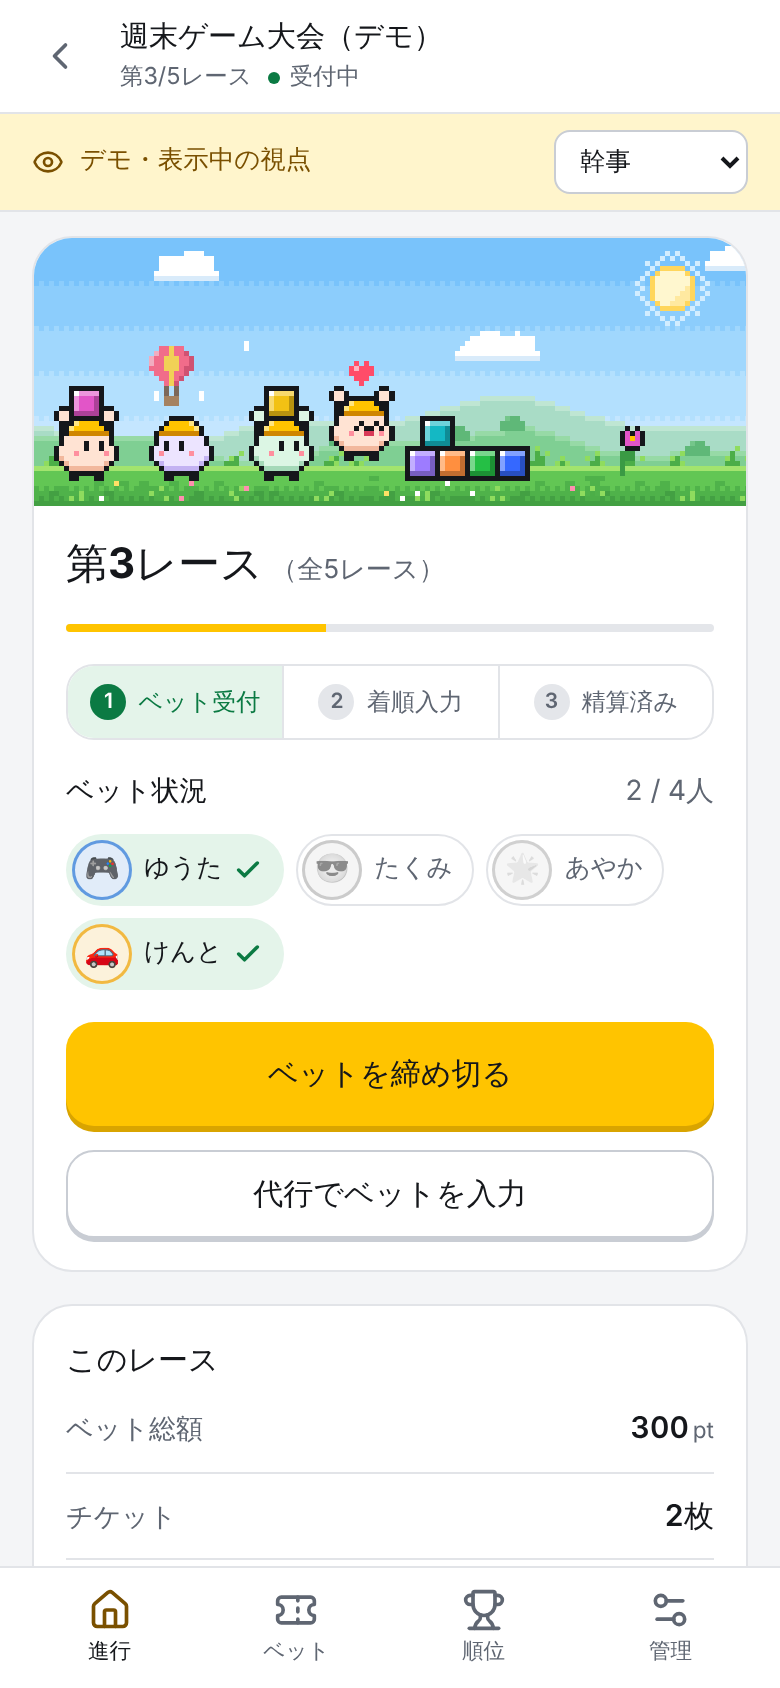 週末ゲーム大会（デモ）
第3/5レース ● 受付中
デモ・表示中の視点
幹事
第3レース （全5レース）
1 ベット受付
2 着順入力
3 精算済み
ベット状況 2 / 4人
ゆうた
たくみ
あやか
けんと
ベットを締め切る
代行でベットを入力
このレース
ベット総額 300 pt
チケット 2枚
進行
ベット
順位
管理